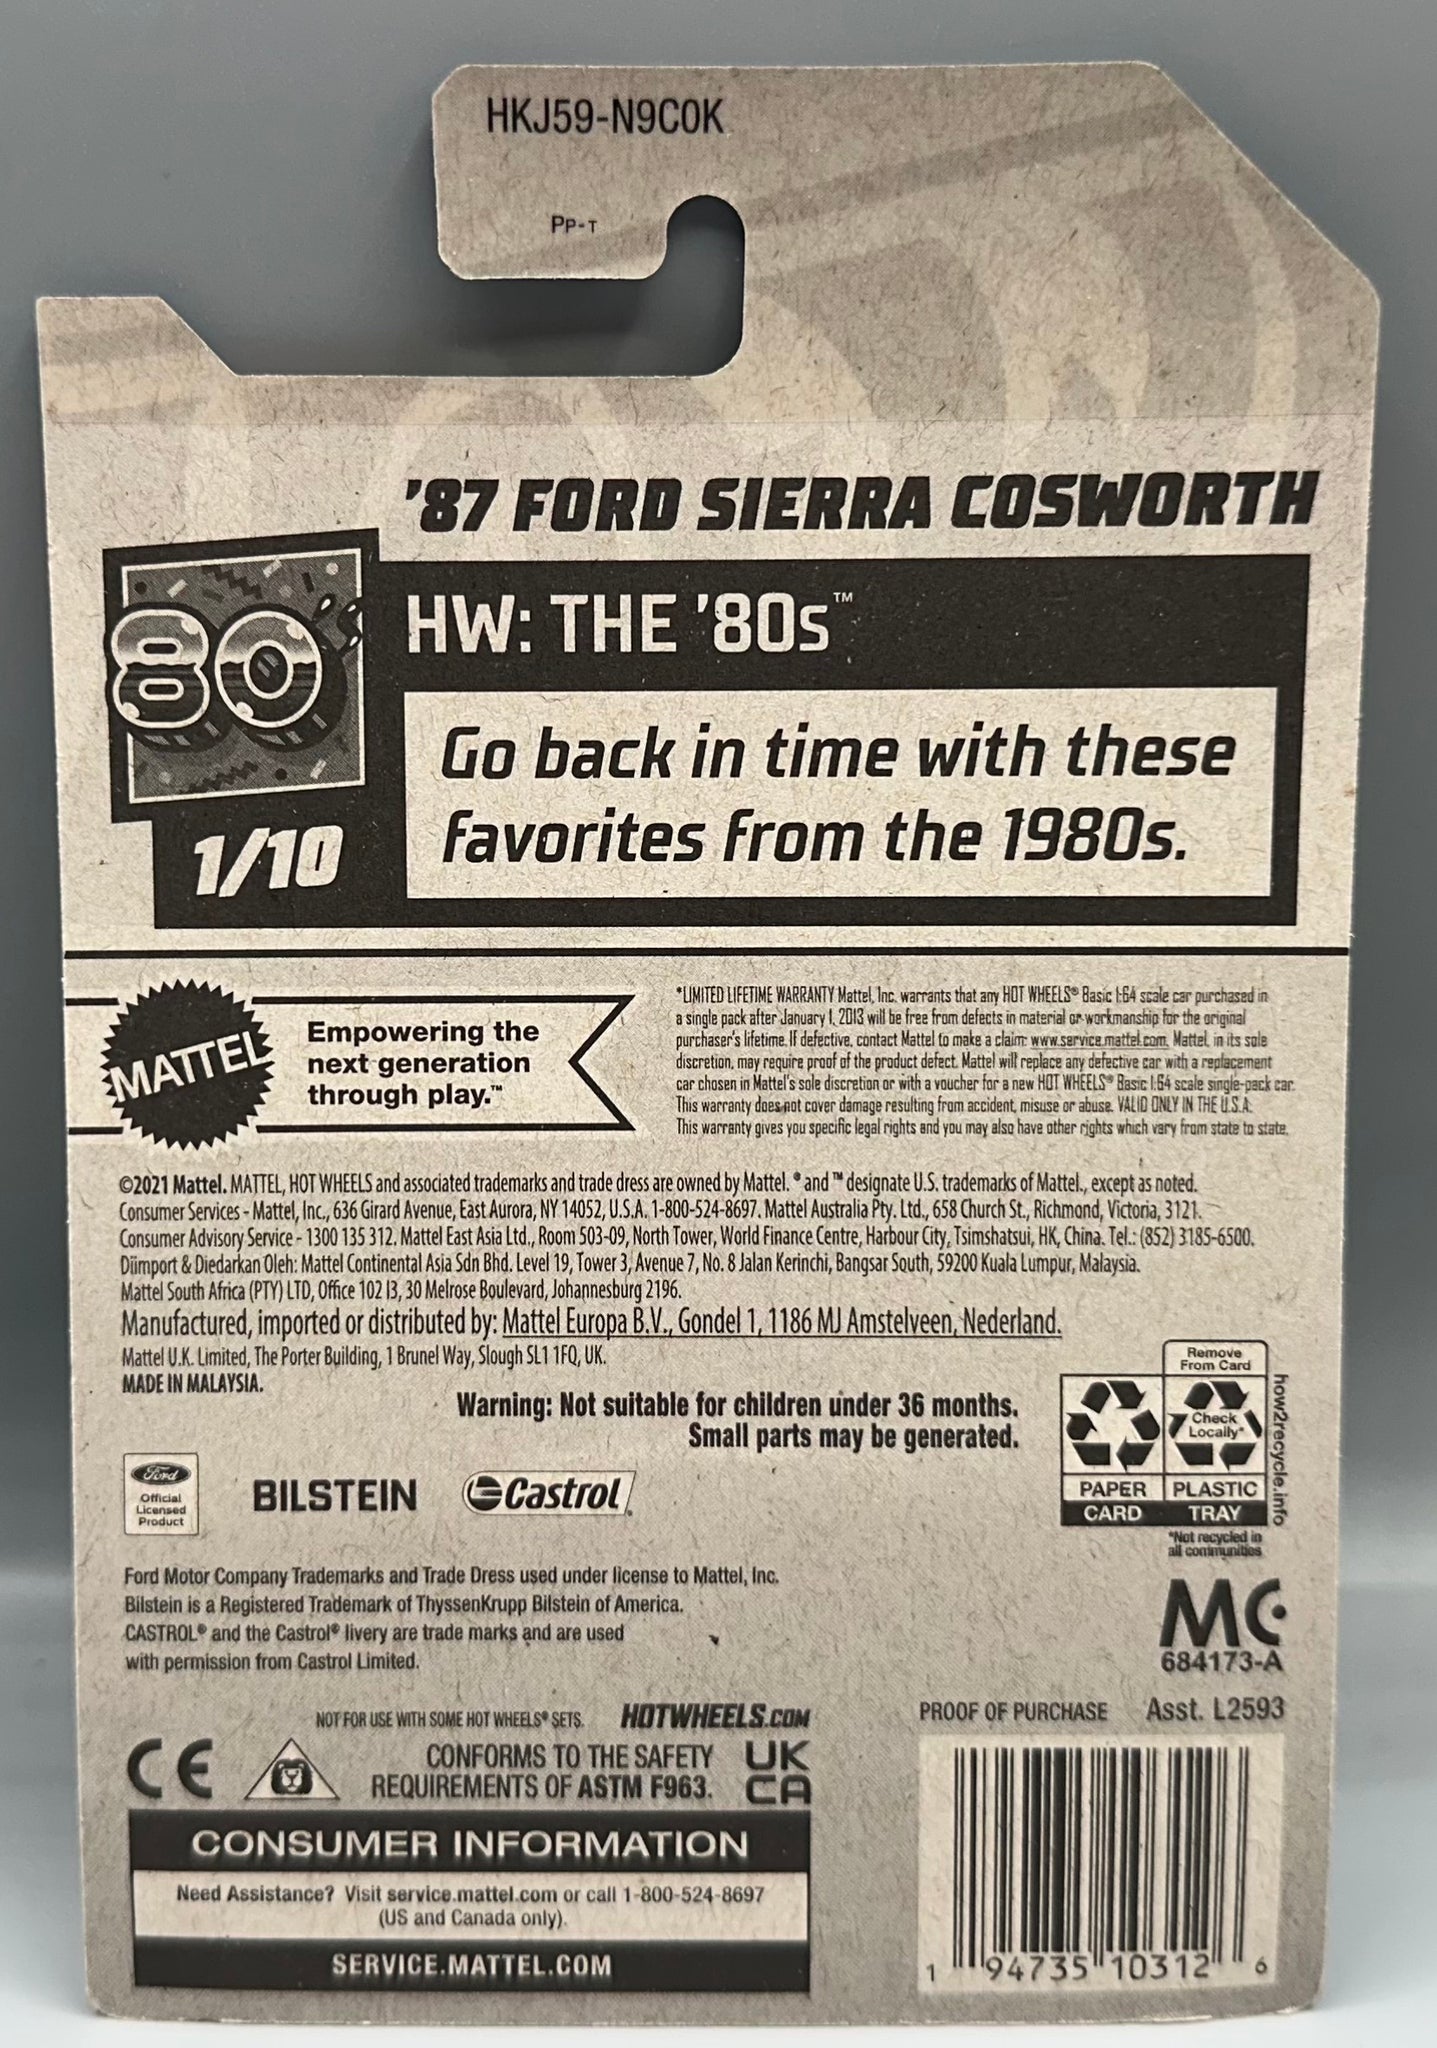 HKJ59-N9C0K
PP-T
'87 FORD SIERRA COSWORTH
80's
HW: THE '80s™
Go back in time with these
favorites from the 1980s.
1/10
MATTEL
Empowering the
next generation
through play.™
*LIMITED LIFETIME WARRANTY Mattel, Inc. warrants that any HOT WHEELS® Basic 1:64 scale car purchased in
a single pack after January 1, 2013 will be free from defects in material or workmanship for the original
purchaser's lifetime. If defective, contact Mattel to make a claim: www.service.mattel.com. Mattel, in its sole
discretion, may require proof of the product defect. Mattel will replace any defective car with a replacement
car chosen in Mattel's sole discretion or with a voucher for a new HOT WHEELS® Basic 1:64 scale single-pack car.
This warranty does not cover damage resulting from accident, misuse or abuse. VALID ONLY IN THE U.S.A.
This warranty gives you specific legal rights and you may also have other rights which vary from state to state.
©2021 Mattel. MATTEL, HOT WHEELS and associated trademarks and trade dress are owned by Mattel. ® and ™ designate U.S. trademarks of Mattel., except as noted.
Consumer Services - Mattel, Inc., 636 Girard Avenue, East Aurora, NY 14052, U.S.A. 1-800-524-8697. Mattel Australia Pty. Ltd., 658 Church St., Richmond, Victoria, 3121.
Consumer Advisory Service - 1300 135 312. Mattel East Asia Ltd., Room 503-09, North Tower, World Finance Centre, Harbour City, Tsimshatsui, HK, China. Tel.: (852) 3185-6500.
Diimport & Diedarkan Oleh: Mattel Continental Asia Sdn Bhd. Level 19, Tower 3, Avenue 7, No. 8 Jalan Kerinchi, Bangsar South, 59200 Kuala Lumpur, Malaysia.
Mattel South Africa (PTY) LTD, Office 102 I3, 30 Melrose Boulevard, Johannesburg 2196.
Manufactured, imported or distributed by: Mattel Europa B.V., Gondel 1, 1186 MJ Amstelveen, Nederland.
Mattel U.K. Limited, The Porter Building, 1 Brunel Way, Slough SL1 1FQ, UK.
MADE IN MALAYSIA.
Warning: Not suitable for children under 36 months.
Small parts may be generated.
Remove
From Card
Check
Locally*
PAPER PLASTIC
CARD TRAY
how2recycle.info
*Not recycled in
all communities
Ford
Official
Licensed
Product
BILSTEIN
Castrol
Ford Motor Company Trademarks and Trade Dress used under license to Mattel, Inc.
Bilstein is a Registered Trademark of ThyssenKrupp Bilstein of America.
CASTROL® and the Castrol® livery are trade marks and are used
with permission from Castrol Limited.
MC
684173-A
NOT FOR USE WITH SOME HOT WHEELS® SETS.
HOTWHEELS.COM
PROOF OF PURCHASE Asst. L2593
CE
CONFORMS TO THE SAFETY
REQUIREMENTS OF ASTM F963.
UK
CA
CONSUMER INFORMATION
Need Assistance? Visit service.mattel.com or call 1-800-524-8697
(US and Canada only).
SERVICE.MATTEL.COM
1 94735 10312 6